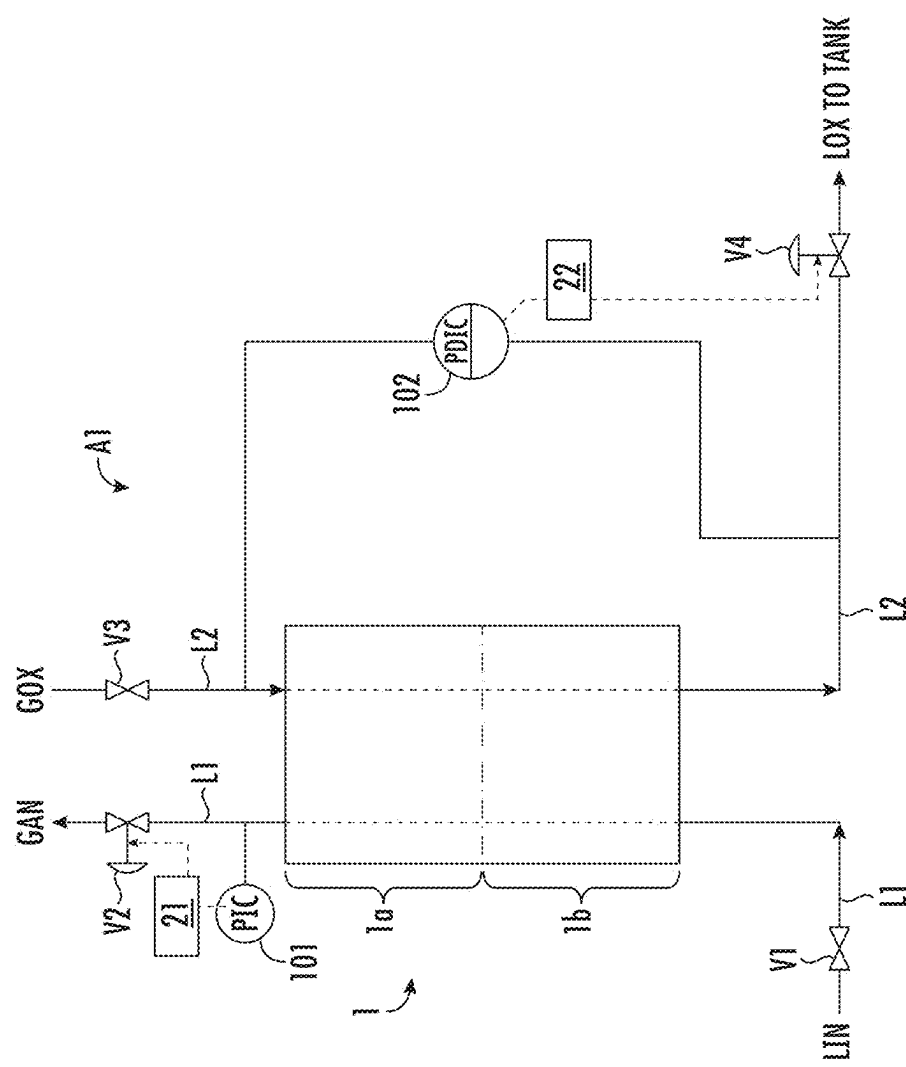 GAN
GOX
V2
V3
21
L1
L2
PIC
101
A1
1
1a
1b
102
PDIC
22
V4
LIN
V1
L1
L2
LOX TO TANK